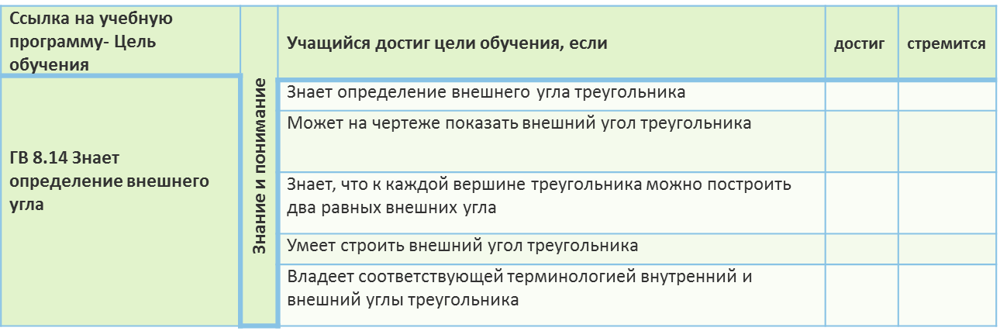 Ссылка на учебную
программу- Цель
обучения
Знание и понимание
Учащийся достиг цели обучения, если
достиг
стремится
ГВ 8.14 Знает
определение внешнего
угла
Знает определение внешнего угла треугольника
Может на чертеже показать внешний угол треугольника
Знает, что к каждой вершине треугольника можно построить
два равных внешних угла
Умеет строить внешний угол треугольника
Владеет соответствующей терминологией внутренний и
внешний углы треугольника